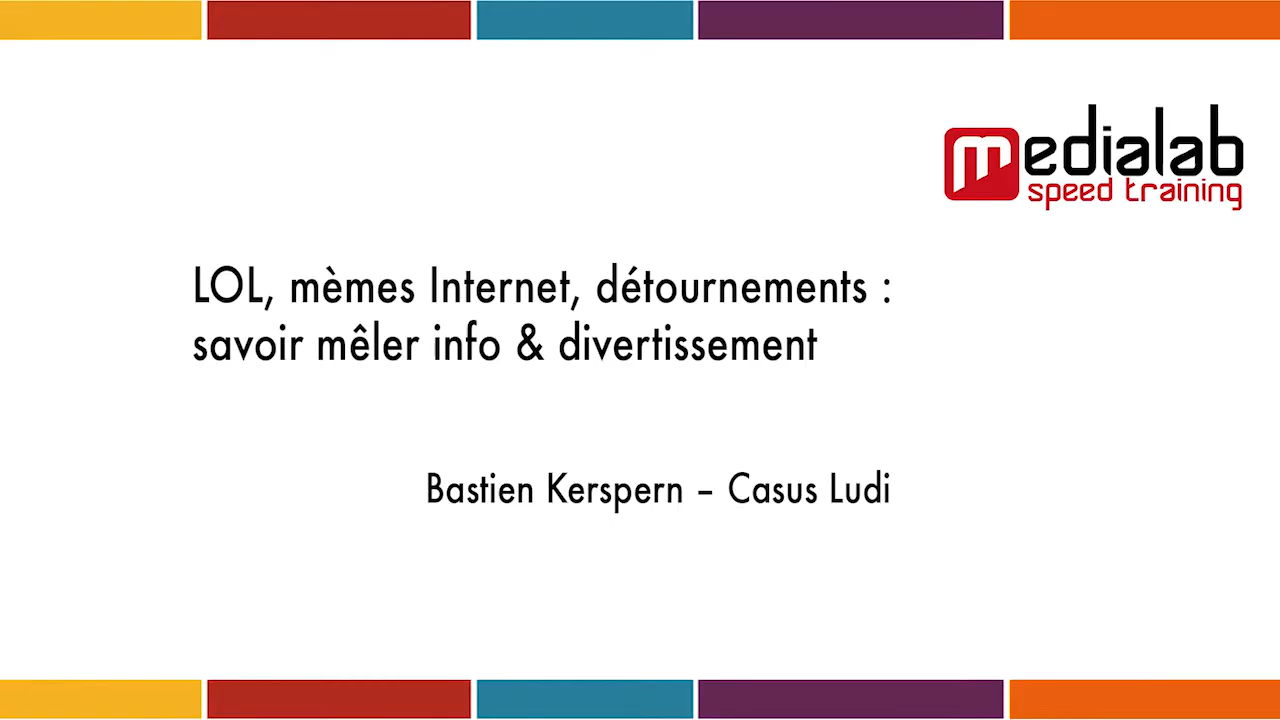 medialab
speed training
LOL, mèmes Internet, détournements :
savoir mêler info & divertissement
Bastien Kerspern – Casus Ludi